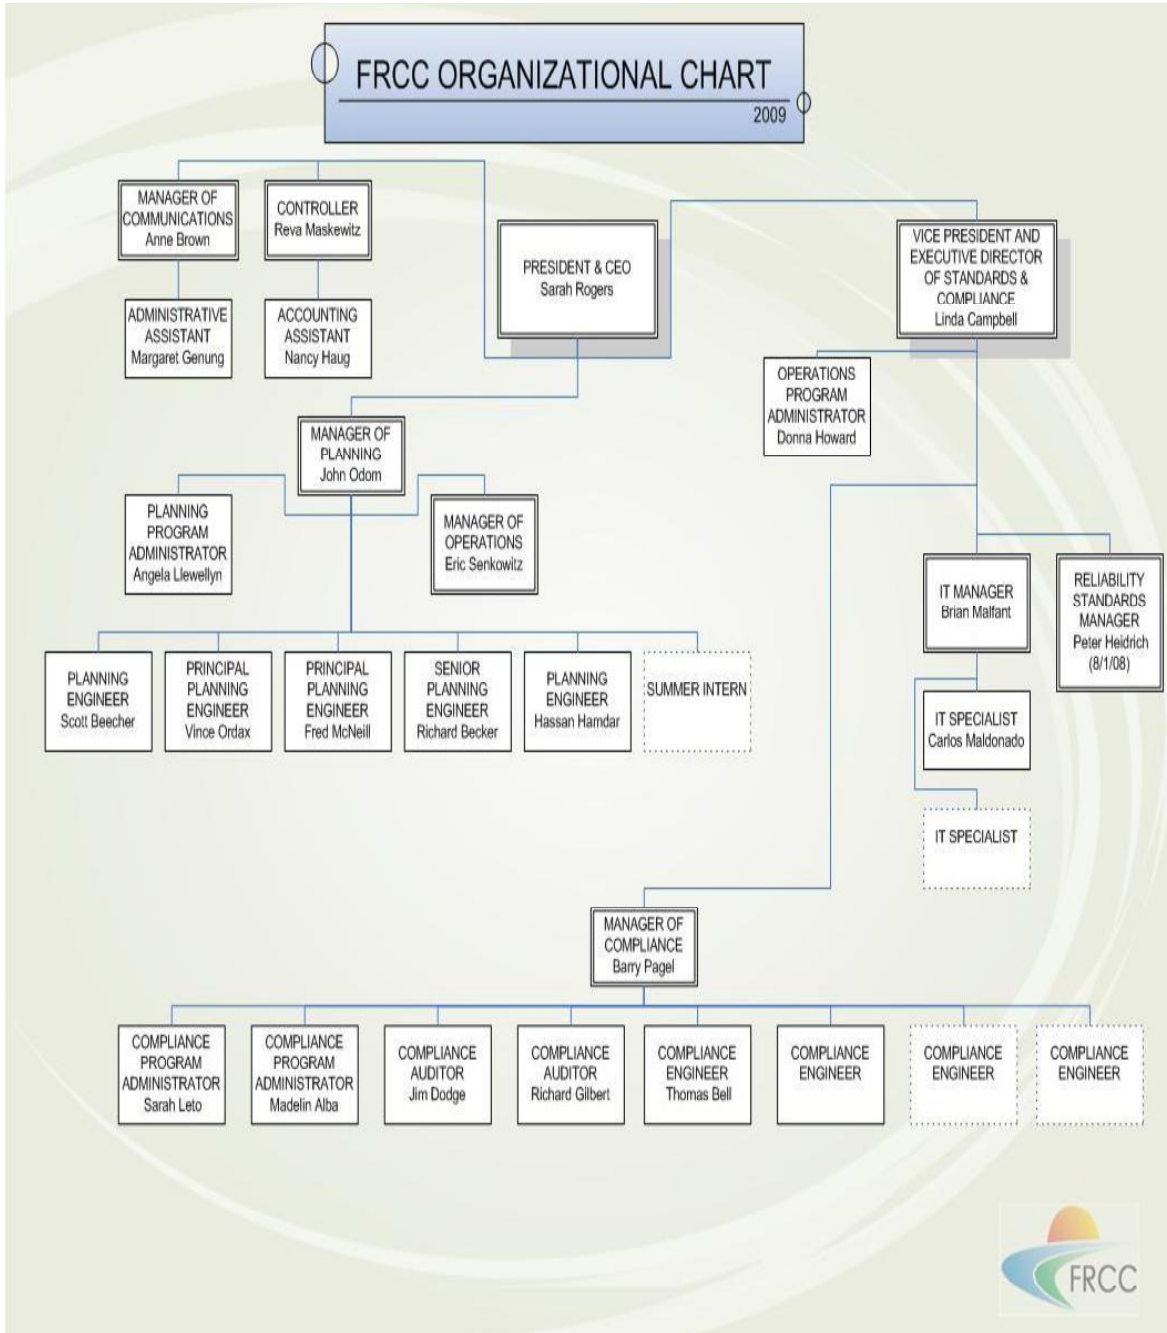 FRCC ORGANIZATIONAL CHART
2009
MANAGER OF
COMMUNICATIONS
Anne Brown
CONTROLLER
Reva Maskewitz
PRESIDENT & CEO
Sarah Rogers
VICE PRESIDENT AND
EXECUTIVE DIRECTOR
OF STANDARDS &
COMPLIANCE
Linda Campbell
ADMINISTRATIVE
ASSISTANT
Margaret Genung
ACCOUNTING
ASSISTANT
Nancy Haug
OPERATIONS
PROGRAM
ADMINISTRATOR
Donna Howard
MANAGER OF
PLANNING
John Odom
PLANNING
PROGRAM
ADMINISTRATOR
Angela Llewellyn
MANAGER OF
OPERATIONS
Eric Senkowitz
IT MANAGER
Brian Malfant
RELIABILITY
STANDARDS
MANAGER
Peter Heidrich
(8/1/08)
PLANNING
ENGINEER
Scott Beecher
PRINCIPAL
PLANNING
ENGINEER
Vince Ordax
PRINCIPAL
PLANNING
ENGINEER
Fred McNeill
SENIOR
PLANNING
ENGINEER
Richard Becker
PLANNING
ENGINEER
Hassan Hamdar
SUMMER INTERN
IT SPECIALIST
Carlos Maldonado
IT SPECIALIST
MANAGER OF
COMPLIANCE
Barry Pagel
COMPLIANCE
PROGRAM
ADMINISTRATOR
Sarah Leto
COMPLIANCE
PROGRAM
ADMINISTRATOR
Madelin Alba
COMPLIANCE
AUDITOR
Jim Dodge
COMPLIANCE
AUDITOR
Richard Gilbert
COMPLIANCE
ENGINEER
Thomas Bell
COMPLIANCE
ENGINEER
COMPLIANCE
ENGINEER
COMPLIANCE
ENGINEER
FRCC